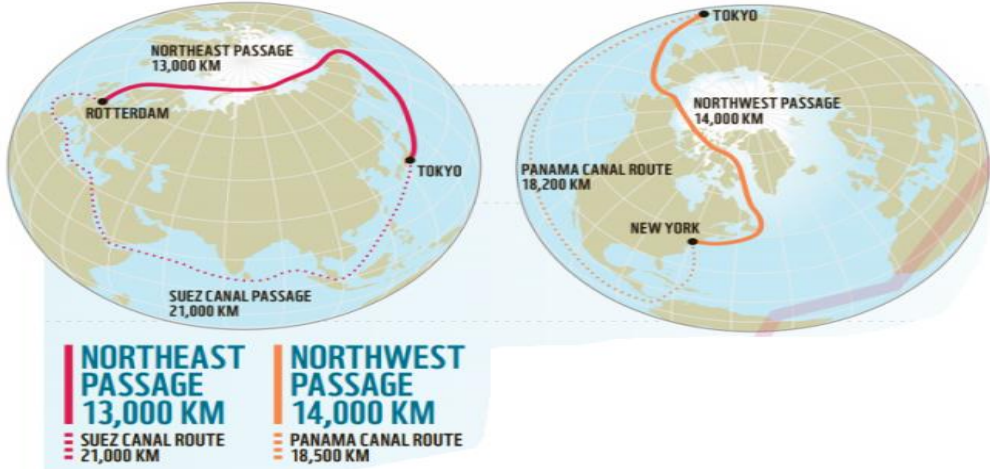 NORTHEAST PASSAGE
13,000 KM
ROTTERDAM
TOKYO
SUEZ CANAL PASSAGE
21,000 KM
TOKYO
NORTHWEST PASSAGE
14,000 KM
PANAMA CANAL ROUTE
18,200 KM
NEW YORK
NORTHEAST
PASSAGE
13,000 KM
SUEZ CANAL ROUTE
21,000 KM
NORTHWEST
PASSAGE
14,000 KM
PANAMA CANAL ROUTE
18,500 KM